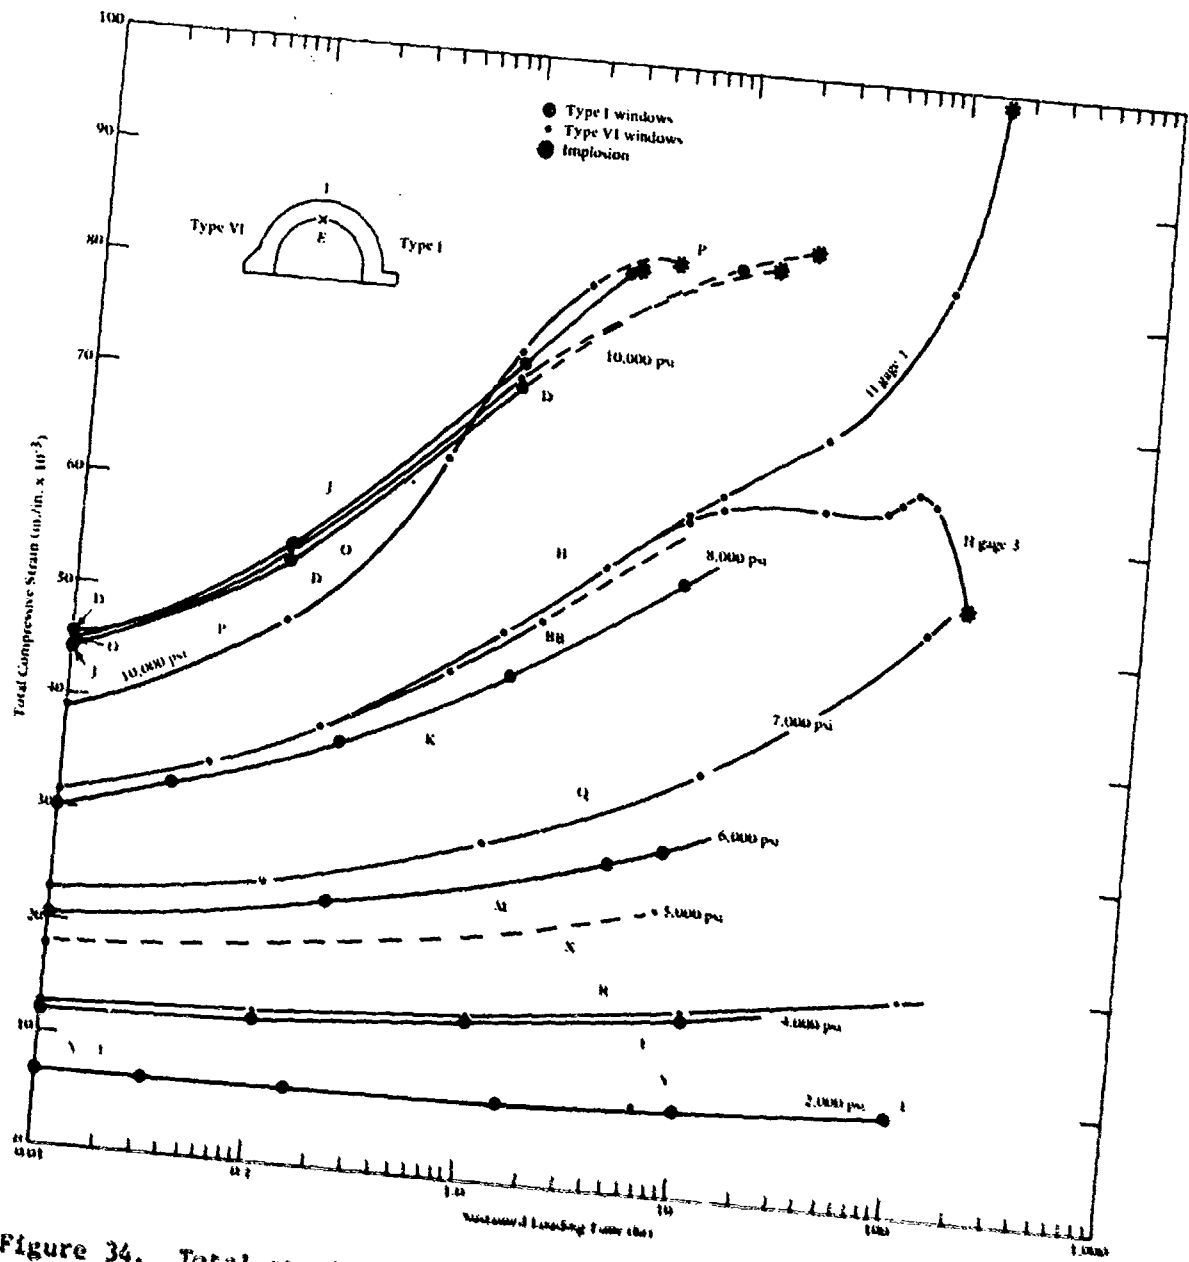 100
90
80
70
60
50
40
30
20
10
0
Total Compressive Strain (in./in. x 10⁻³)
Type I windows
Type VI windows
Implosion
I
Type VI
E
Type I
P
10,000 psi
D
H gage 1
J
O
D
H
8,000 psi
H gage 3
D
O
J
P
10,000 psi
BB
K
7,000 psi
Q
6,000 psi
M
5,000 psi
X
R
4,000 psi
2,000 psi
0.01
0.1
1.0
10
100
1,000
Sustained Loading Time (hr)
Figure 34. Total